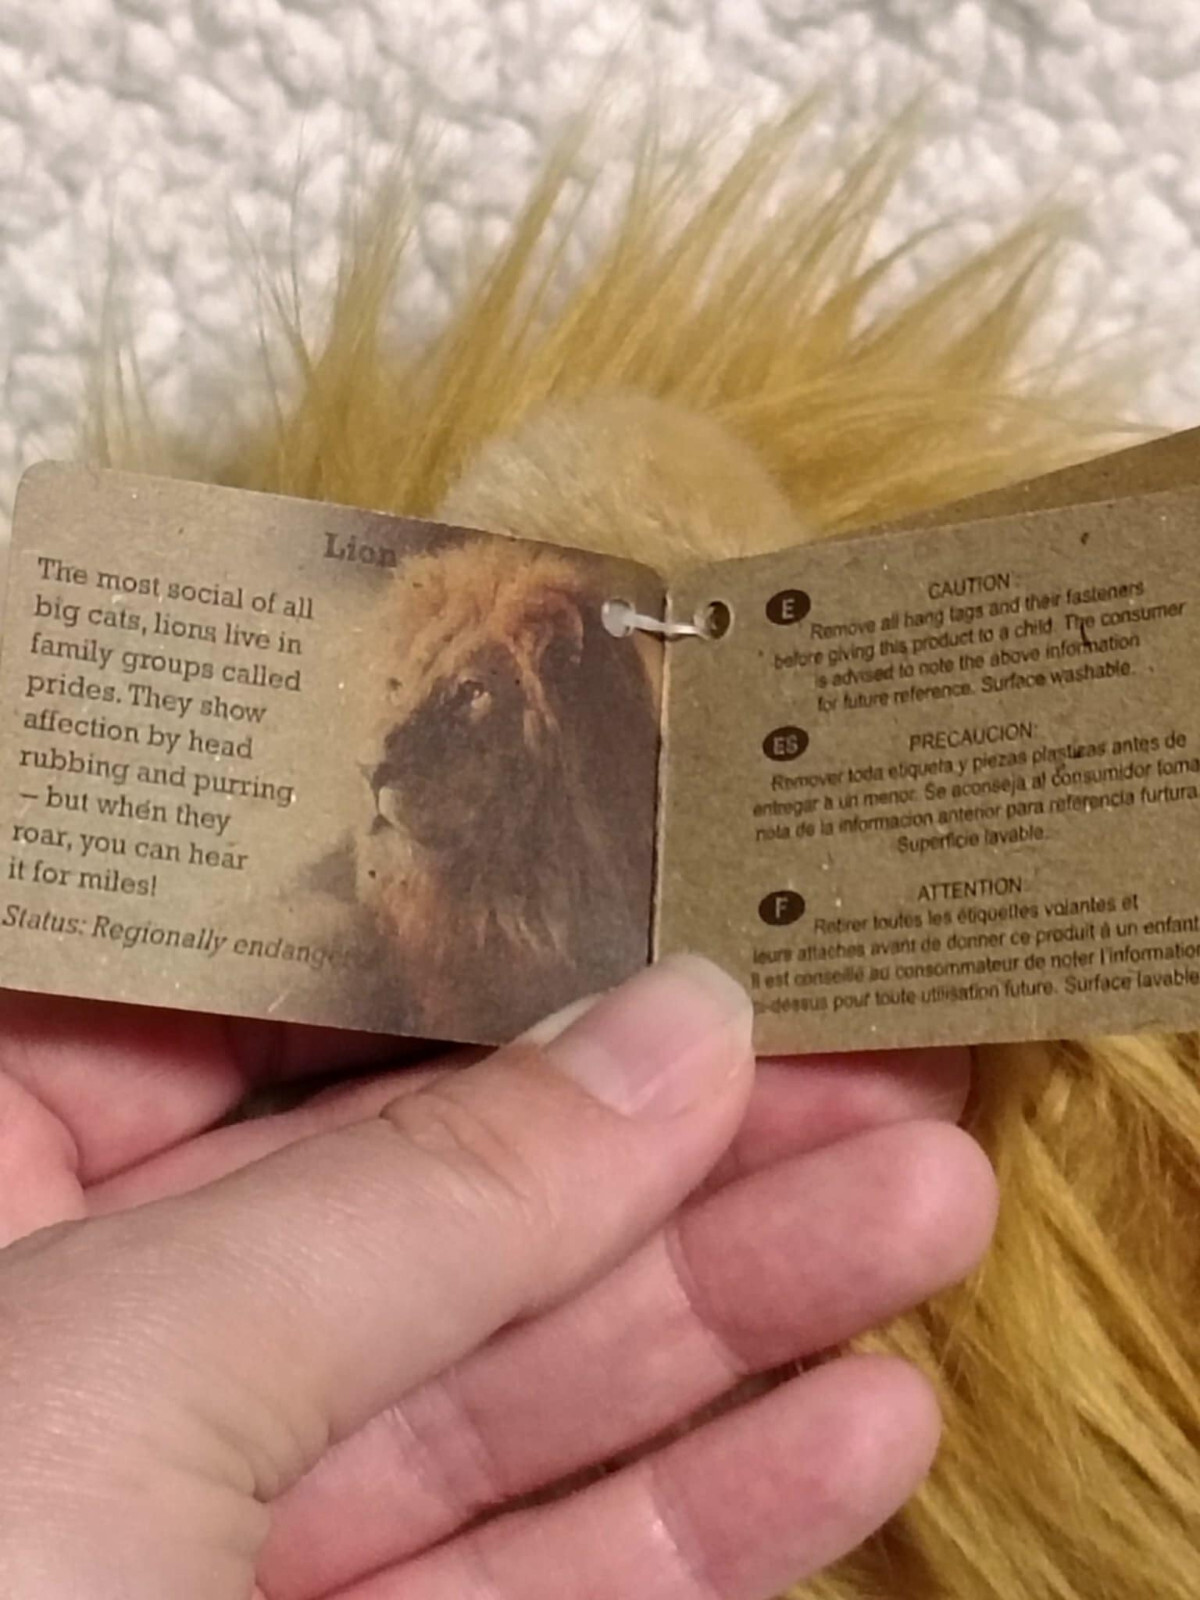 Lion
The most social of all
big cats, lions live in
family groups called
prides. They show
affection by head
rubbing and purring
– but when they
roar, you can hear
it for miles!
Status: Regionally endange
E
CAUTION:
Remove all hang tags and their fasteners
before giving this product to a child. The consumer
is advised to note the above information
for future reference. Surface washable.
ES
PRECAUCION:
Remover toda etiqueta y piezas plasticas antes de
entregar a un menor. Se aconseja al consumidor toma
nota de la informacion anterior para referencia furtura.
Superficie lavable.
F
ATTENTION
Retirer toutes les étiquettes volantes et
leurs attaches avant de donner ce produit à un enfant
Il est conseillé au consommateur de noter l'information
ci-dessus pour toute utilisation future. Surface lavable